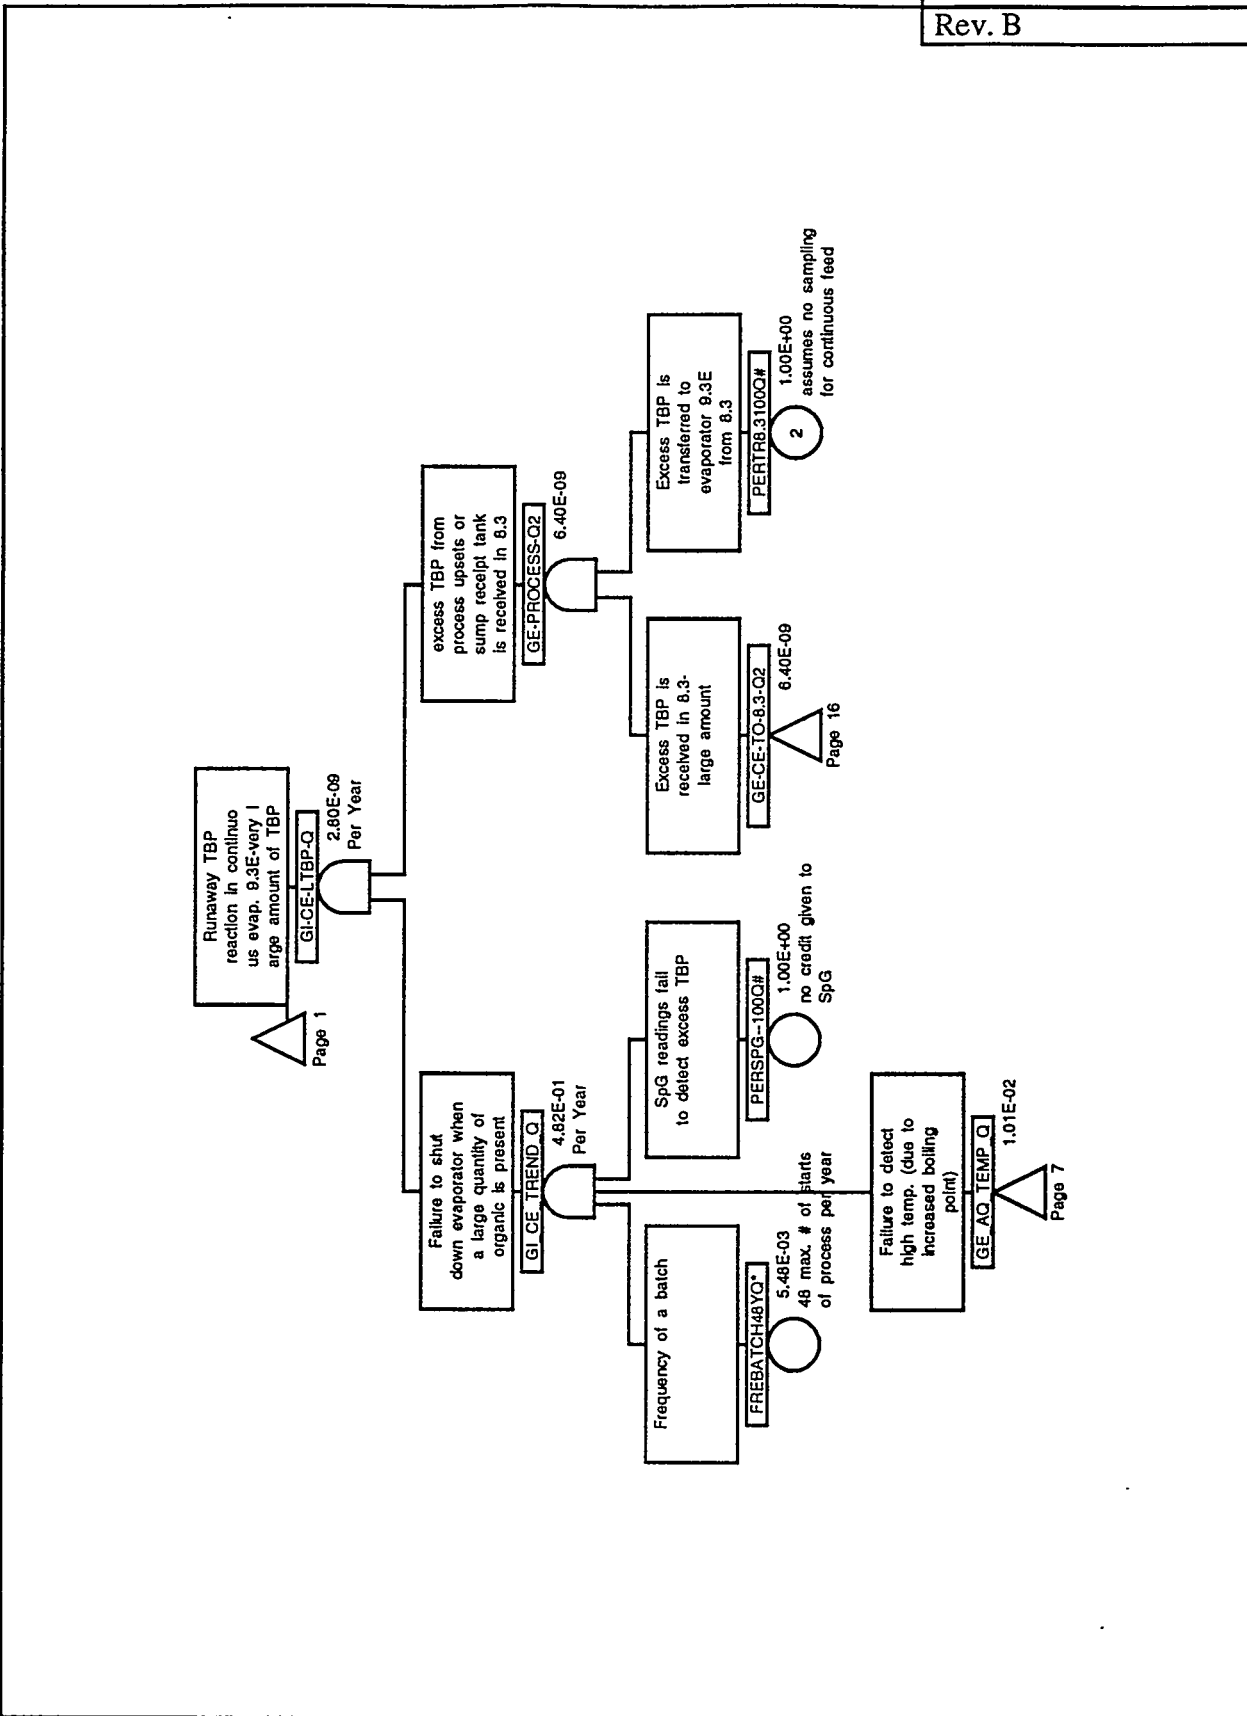 Rev. B
Runaway TBP
reaction in continuo
us evap. 9.3E-very l
arge amount of TBP
GI-CE-LTBP-Q
2.80E-09
Per Year
Page 1
Failure to shut
down evaporator when
a large quantity of
organic is present
GI_CE_TREND_Q
4.82E-01
Per Year
excess TBP from
process upsets or
sump receipt tank
is received in 8.3
GE-PROCESS-Q2
6.40E-09
Frequency of a batch
FREBATCH48YQ*
5.48E-03
48 max. # of starts
of process per year
SpG readings fail
to detect excess TBP
PERSPG--100Q#
1.00E+00
no credit given to
SpG
Excess TBP is
received in 8.3-
large amount
GE-CE-TO-8.3-Q2
6.40E-09
Page 16
Excess TBP is
transferred to
evaporator 9.3E
from 8.3
PERTR8.3100Q#
2
1.00E+00
assumes no sampling
for continuous feed
Failure to detect
high temp. (due to
increased boiling
point)
GE_AQ_TEMP_Q
1.01E-02
Page 7